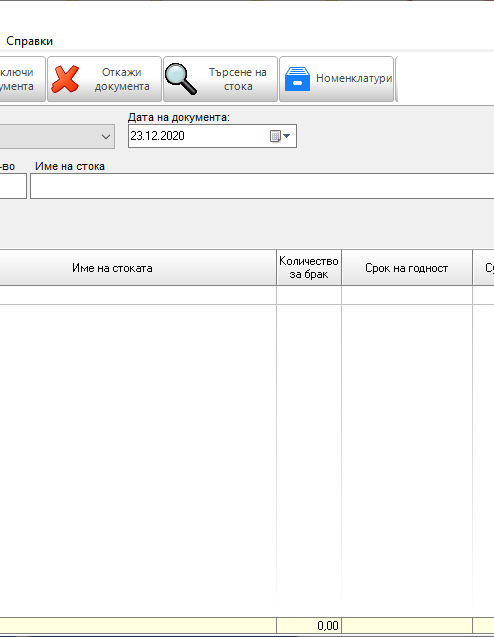 Справки
ключи Откажи Търсене на
умента документа стока Номенклатури
Дата на документа:
23.12.2020
-во Име на стока
Име на стоката Количество за брак Срок на годност Су
0,00